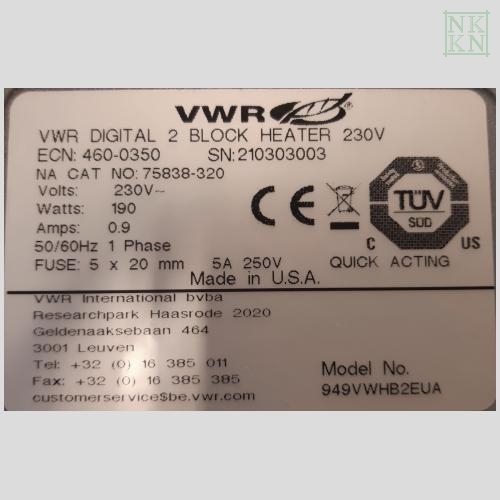 NK
KN
VWR
VWR DIGITAL 2 BLOCK HEATER 230V
ECN: 460-0350 SN:210303003
NA CAT NO: 75838-320
Volts: 230V~
Watts: 190
Amps: 0.9
50/60Hz 1 Phase
FUSE: 5 x 20 mm 5A 250V QUICK ACTING
CE
TÜV
SÜD
C US
Made in U.S.A.
VWR International bvba
Researchpark Haasrode 2020
Geldenaaksebaan 464
3001 Leuven
Tel: +32 (0) 16 385 011
Fax: +32 (0) 16 385 385
customerservice$be.vwr.com
Model No.
949VWHB2EUA